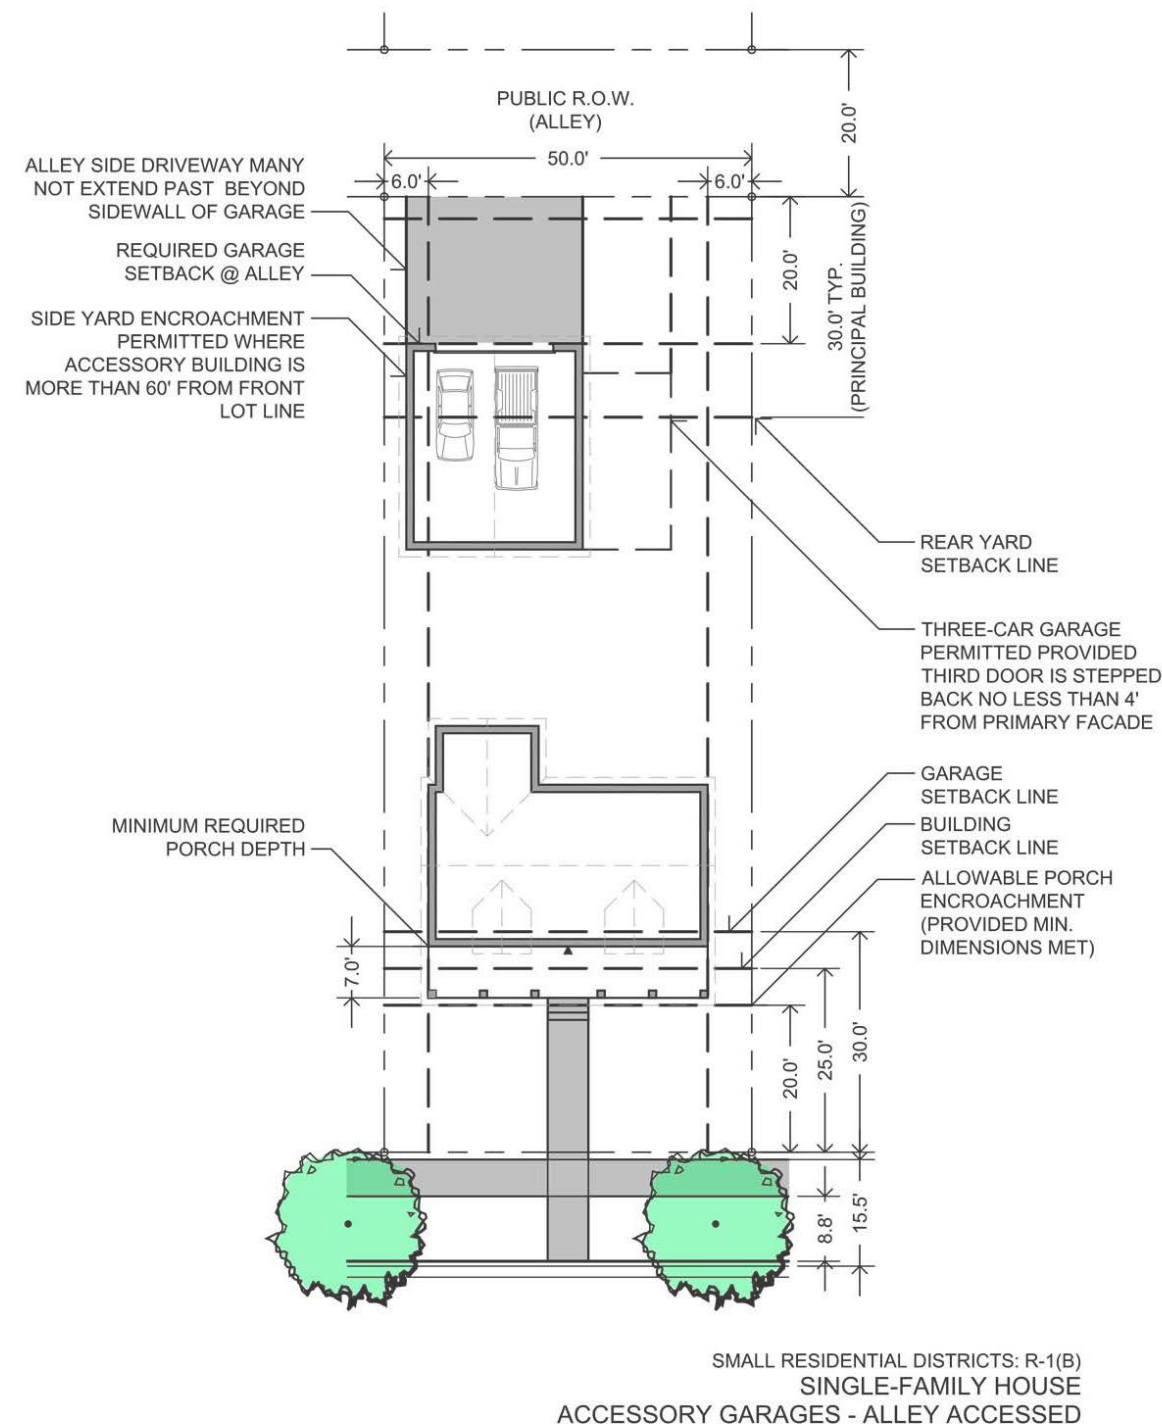 PUBLIC R.O.W.
(ALLEY)
20.0'
50.0'
6.0'
6.0'
ALLEY SIDE DRIVEWAY MANY
NOT EXTEND PAST BEYOND
SIDEWALL OF GARAGE
REQUIRED GARAGE
SETBACK @ ALLEY
SIDE YARD ENCROACHMENT
PERMITTED WHERE
ACCESSORY BUILDING IS
MORE THAN 60' FROM FRONT
LOT LINE
20.0'
30.0' TYP.
(PRINCIPAL BUILDING)
REAR YARD
SETBACK LINE
THREE-CAR GARAGE
PERMITTED PROVIDED
THIRD DOOR IS STEPPED
BACK NO LESS THAN 4'
FROM PRIMARY FACADE
GARAGE
SETBACK LINE
BUILDING
SETBACK LINE
ALLOWABLE PORCH
ENCROACHMENT
(PROVIDED MIN.
DIMENSIONS MET)
MINIMUM REQUIRED
PORCH DEPTH
7.0'
20.0'
25.0'
30.0'
8.8'
15.5'
SMALL RESIDENTIAL DISTRICTS: R-1(B)
SINGLE-FAMILY HOUSE
ACCESSORY GARAGES - ALLEY ACCESSED